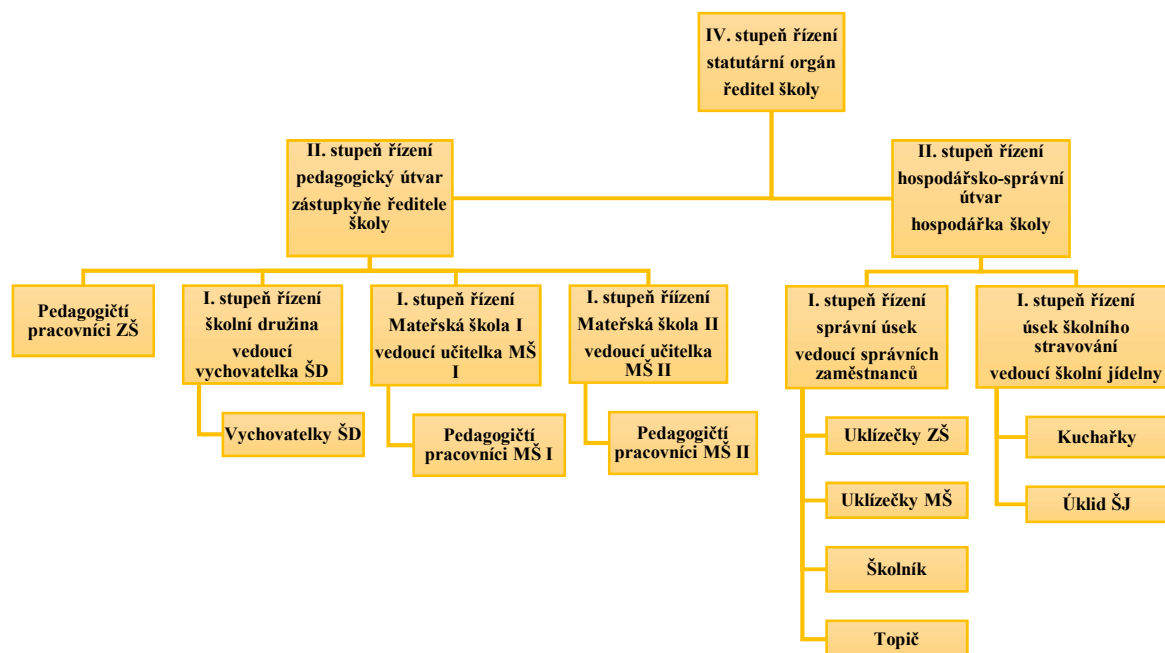 IV. stupeň řízení
statutární orgán
ředitel školy
II. stupeň řízení
pedagogický útvar
zástupkyně ředitele
školy
II. stupeň řízení
hospodářsko-správní
útvar
hospodářka školy
Pedagogičtí
pracovníci ZŠ
I. stupeň řízení
školní družina
vedoucí
vychovatelka ŠD
I. stupeň řízení
Mateřská škola I
vedoucí učitelka MŠ
I
I. stupeň říízení
Mateřská škola II
vedoucí učitelka
MŠ II
I. stupeň řízení
správní úsek
vedoucí správních
zaměstnanců
I. stupeň řízení
úsek školního
stravování
vedoucí školní jídelny
Vychovatelky ŠD
Pedagogičtí
pracovníci MŠ I
Pedagogičtí
pracovníci MŠ II
Uklízečky ZŠ
Uklízečky MŠ
Školník
Topič
Kuchařky
Úklid ŠJ